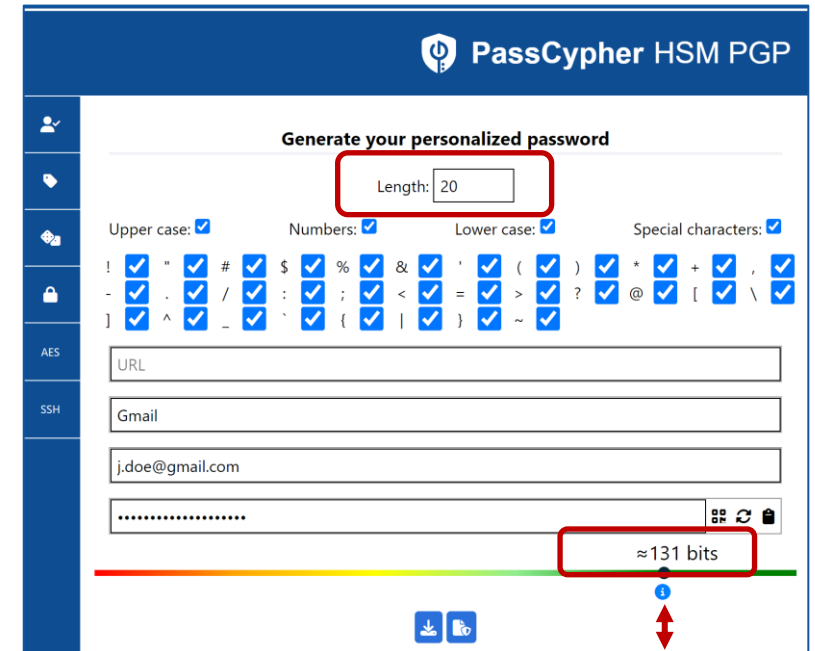 PassCypher HSM PGP
Generate your personalized password
Length: 20
Upper case: Numbers: Lower case: Special characters:
! " # $ % & ' ( ) * + ,
- . / : ; < = > ? @ [ \
] ^ _ ` { | } ~
AES
URL
SSH
Gmail
j.doe@gmail.com
••••••••••••••••••••
≈131 bits